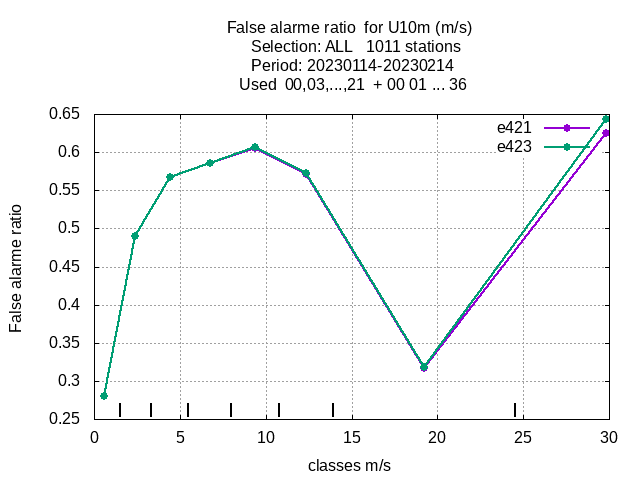 False alarme ratio  for U10m (m/s)
Selection: ALL   1011 stations
Period: 20230114-20230214
Used  00,03,...,21  + 00 01 ... 36
e421
e423
0.65
0.6
0.55
0.5
0.45
0.4
0.35
0.3
0.25
False alarme ratio
0 5 10 15 20 25 30
classes m/s